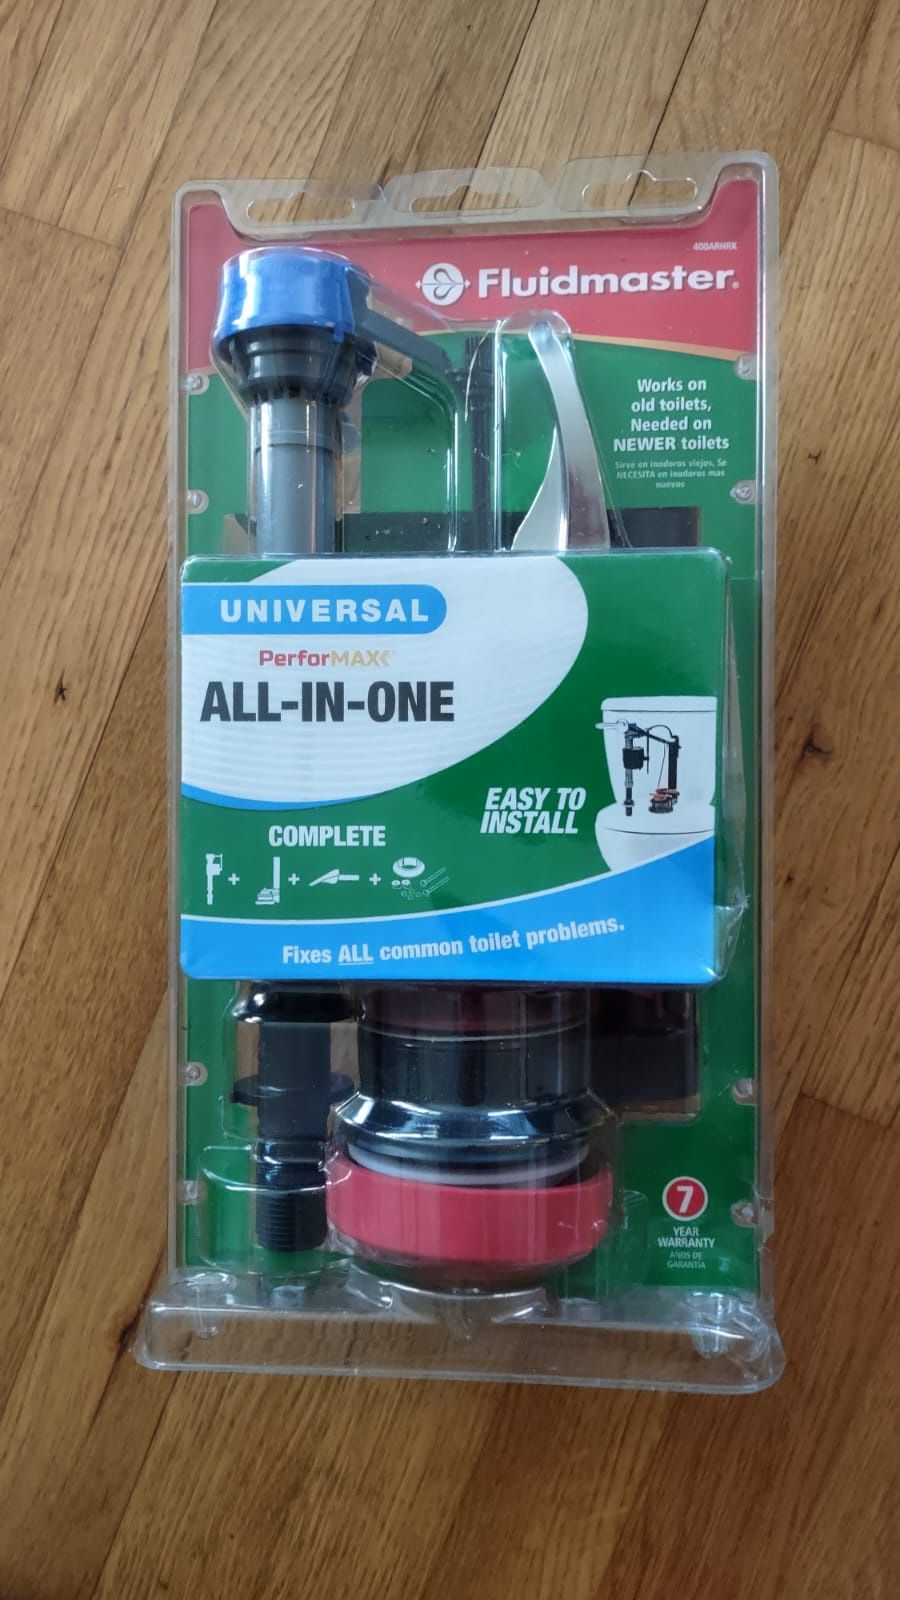 400ARHRK
Fluidmaster®
Works on
old toilets,
Needed on
NEWER toilets
Sirve en inodoros viejos, Se
NECESITA en inodoros mas
nuevos
UNIVERSAL
PerforMAX
ALL-IN-ONE
EASY TO
INSTALL
COMPLETE
+ + +
Fixes ALL common toilet problems.
7
YEAR
WARRANTY
AÑOS DE
GARANTÍA